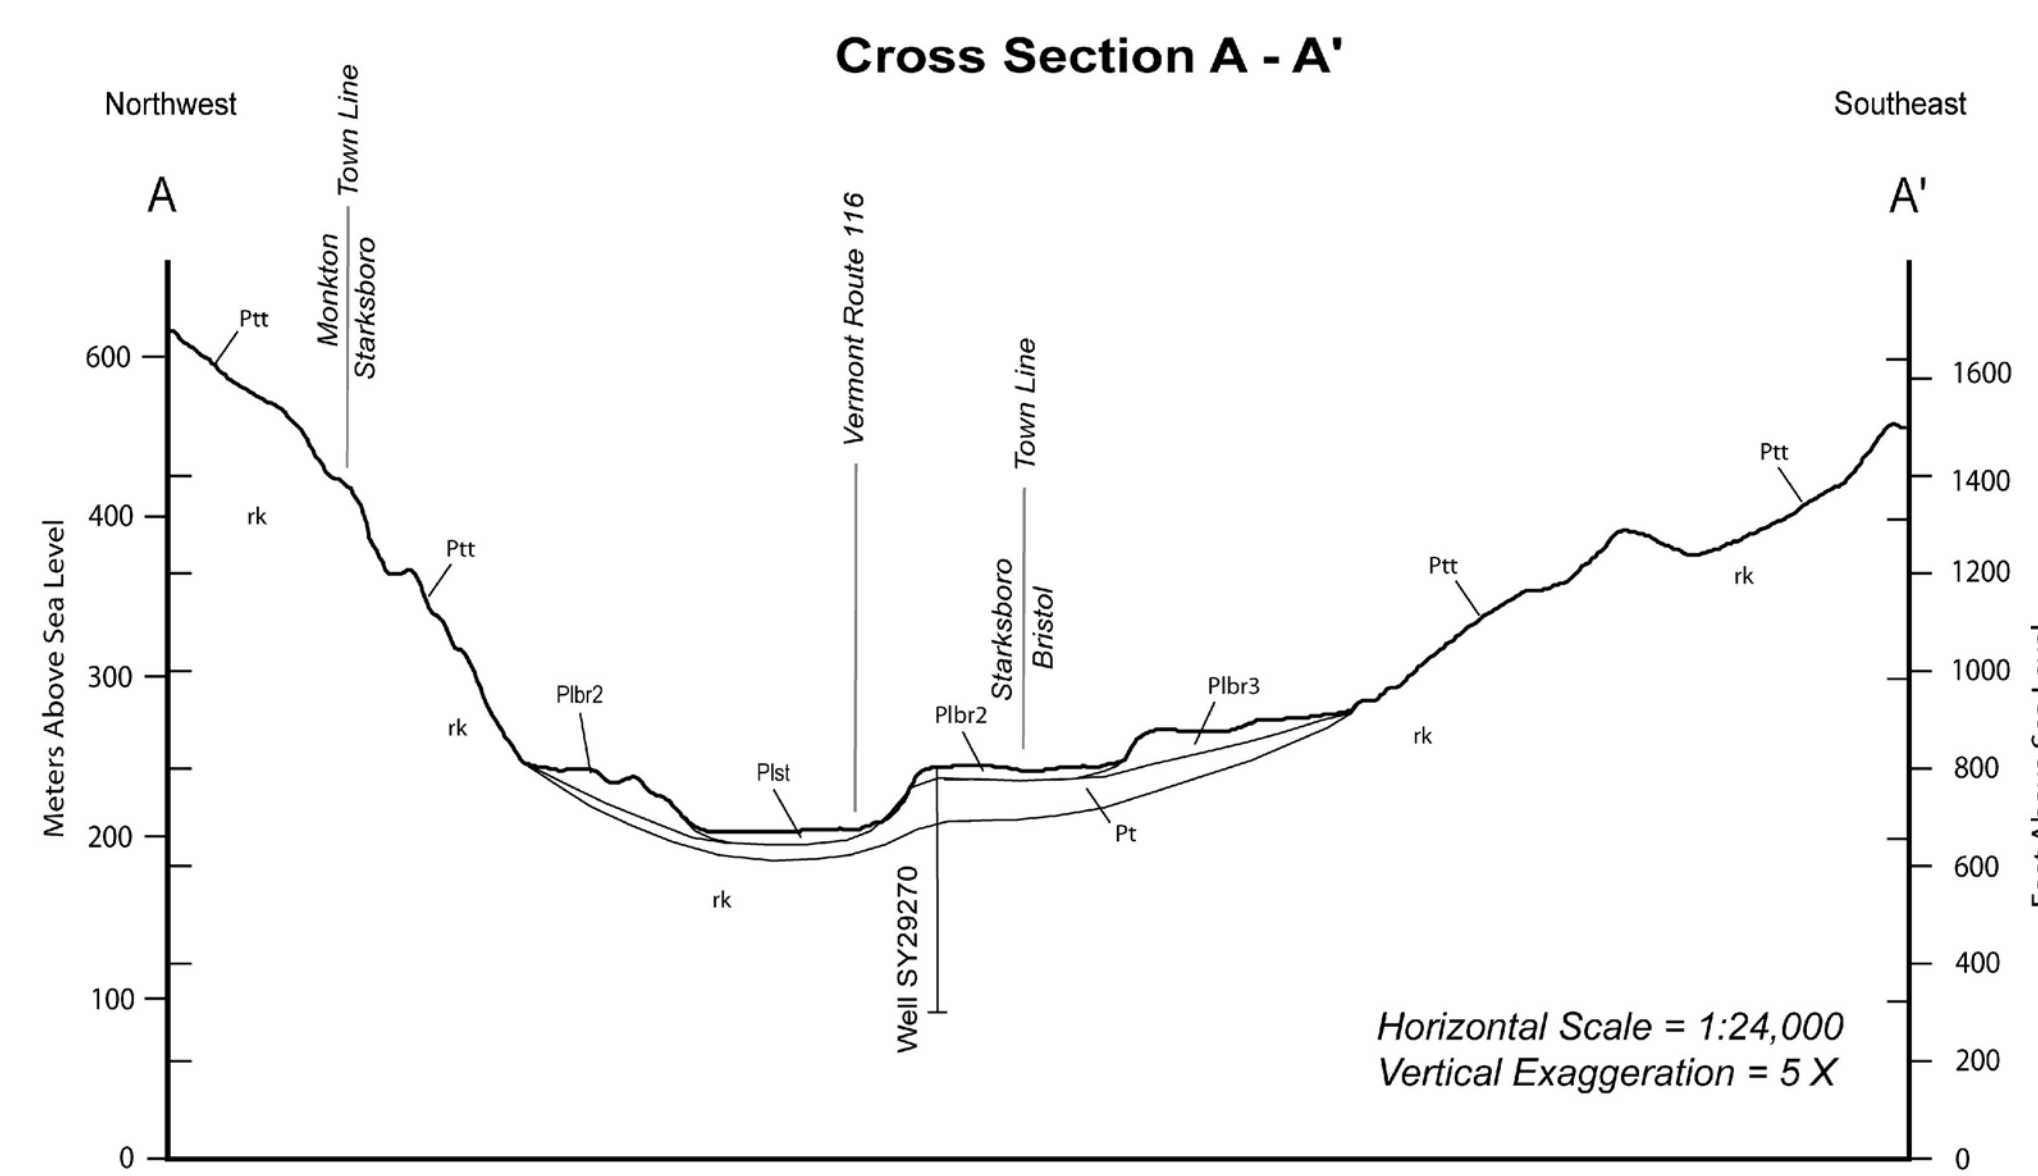 Cross Section A - A'
Northwest
Southeast
A
A'
Town Line
Monkton
Starksboro
Vermont Route 116
Town Line
Starksboro
Bristol
Ptt
rk
Ptt
rk
Plbr2
Plst
rk
Plbr2
Plbr3
Pt
Ptt
rk
Ptt
rk
Well SY29270
Meters Above Sea Level
600
400
300
200
100
0
1600
1400
1200
1000
800
600
400
200
0
Horizontal Scale = 1:24,000
Vertical Exaggeration = 5 X